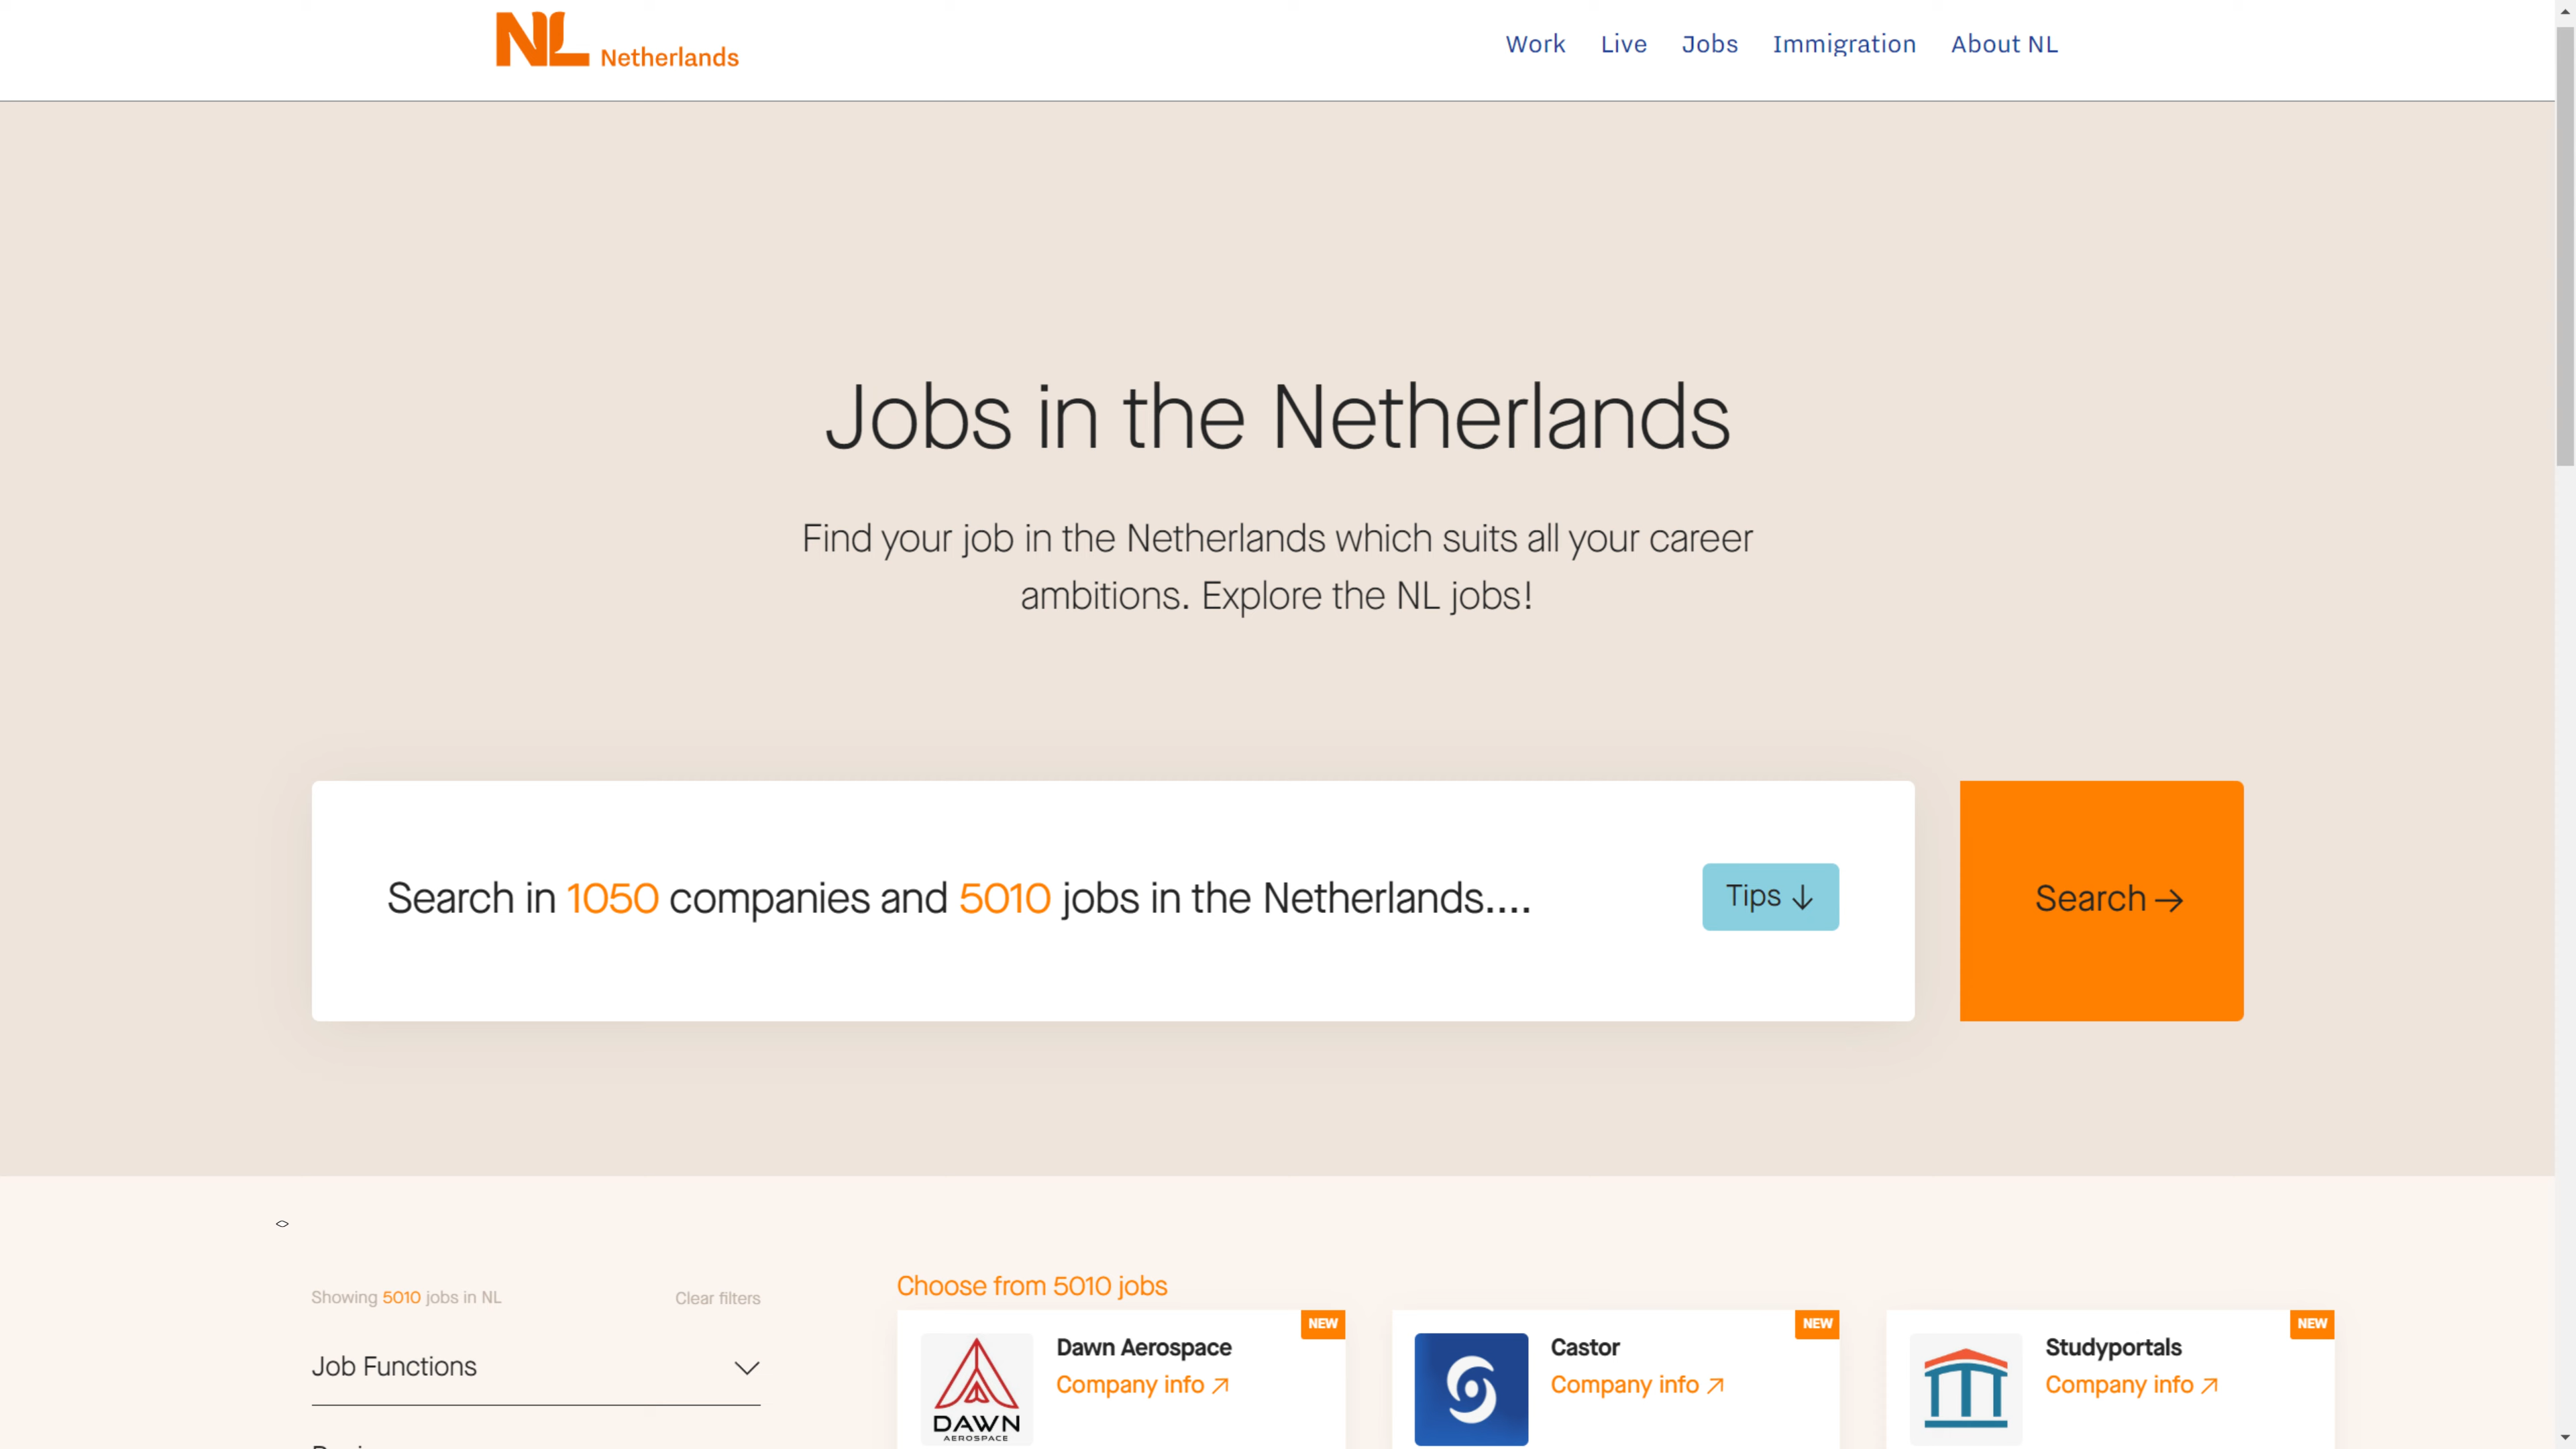 NL Netherlands
Work Live Jobs Immigration About NL
Jobs in the Netherlands
Find your job in the Netherlands which suits all your career
ambitions. Explore the NL jobs!
Search in 1050 companies and 5010 jobs in the Netherlands....
Tips ↓
Search →
Showing 5010 jobs in NL
Clear filters
Job Functions
Choose from 5010 jobs
NEW
Dawn Aerospace
Company info ↗
DAWN
AEROSPACE
NEW
Castor
Company info ↗
NEW
Studyportals
Company info ↗